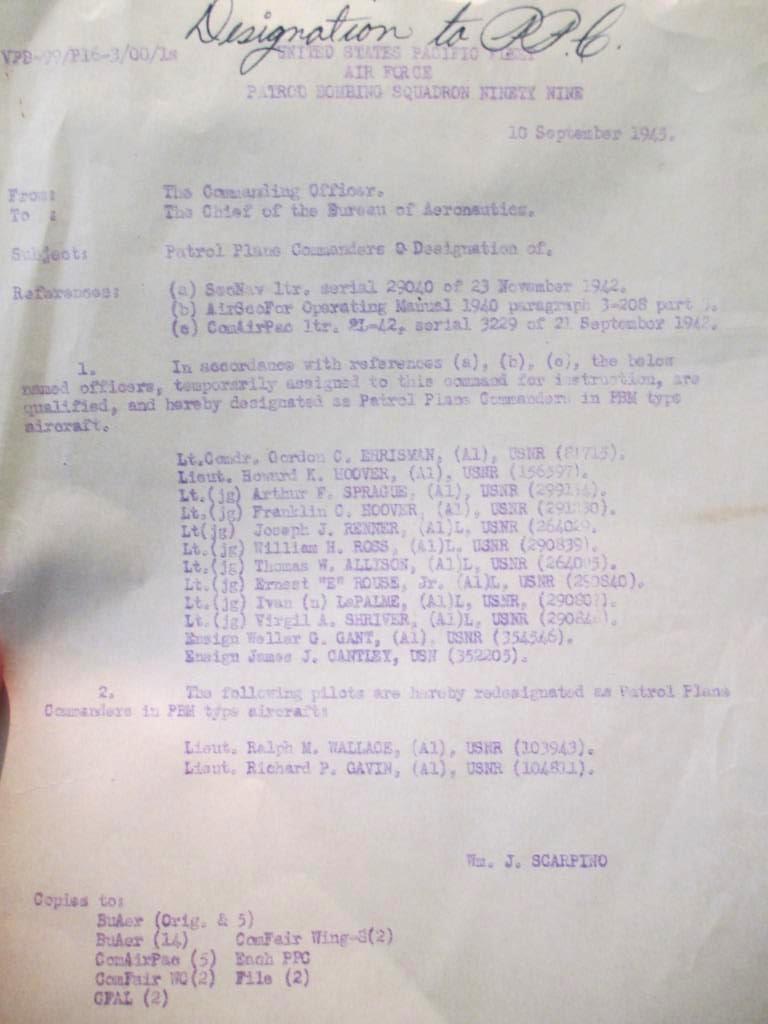 Designation to P.P.C.
VPB-99/P16-3/00/ls
UNITED STATES PACIFIC FLEET
AIR FORCE
PATROL BOMBING SQUADRON NINETY NINE
10 September 1945.
From: The Commanding Officer.
To : The Chief of the Bureau of Aeronautics.
Subject: Patrol Plane Commanders Designation of.
References: (a) SecNav ltr. serial 29040 of 23 November 1942.
(b) AirScoFor Operating Manual 1940 paragraph 3-208 part
(c) ComAirPac ltr. 2L-42, serial 3229 of 21 September 1942.
1. In accordance with references (a), (b), (c), the below
named officers, temporarily assigned to this command for instruction, are
qualified, and hereby designated as Patrol Plane Commanders in PBM type
aircraft.
Lt.Comdr. Gordon C. EHRISMAN, (A1), USNR (81715).
Lieut. Howard K. HOOVER, (A1), USNR (156597).
Lt.(jg) Arthur F. SPRAGUE, (A1), USNR
Lt.(jg) Franklin C. HOOVER, (A1), USNR
Lt(jg) Joseph J. RENNER, (A1)L, USNR
Lt.(jg) William H. ROSS, (A1)L, USNR (290839).
Lt.(jg) Thomas W. ALLYSON, (A1)L, USNR
Lt.(jg) Ernest "E" ROUSE, Jr. (A1)L, USNR (290840).
Lt.(jg) Ivan (n) LePALME, (A1)L, USNR,
Lt.(jg) Virgil A. SHRIVER, (A1)L, USNR
Ensign Weller G. GANT, (A1), USNR (354546).
Ensign James J. CANTLEY, USN (352205).
2. The following pilots are hereby redesignated as Patrol Plane
Commanders in PBM type aircraft:
Lieut. Ralph M. WALLACE, (A1), USNR (103943).
Lieut. Richard P. GAVIN, (A1), USNR (104811).
Wm. J. SCARPINO
Copies to:
BuAer (Orig. & 5)
BuAer (14) ComFair Wing-8(2)
ComAirPac (5) Each PPC
ComFair WC(2) File (2)
GPAL (2)